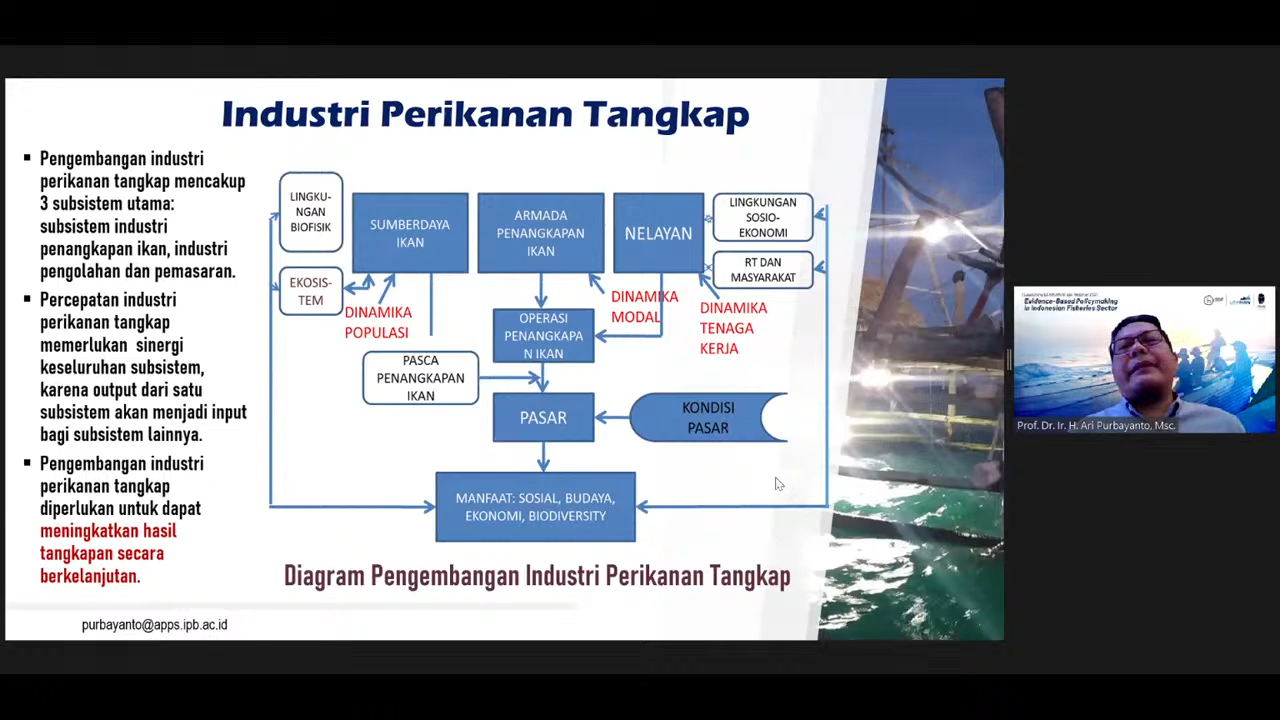 Industri Perikanan Tangkap
▪ Pengembangan industri
perikanan tangkap mencakup
3 subsistem utama:
subsistem industri
penangkapan ikan, industri
pengolahan dan pemasaran.
▪ Percepatan industri
perikanan tangkap
memerlukan sinergi
keseluruhan subsistem,
karena output dari satu
subsistem akan menjadi input
bagi subsistem lainnya.
▪ Pengembangan industri
perikanan tangkap
diperlukan untuk dapat
meningkatkan hasil
tangkapan secara
berkelanjutan.
LINGKU-
NGAN
BIOFISIK
SUMBERDAYA
IKAN
ARMADA
PENANGKAPAN
IKAN
NELAYAN
LINGKUNGAN
SOSIO-
EKONOMI
RT DAN
MASYARAKAT
EKOSIS-
TEM
DINAMIKA
POPULASI
DINAMIKA
MODAL
DINAMIKA
TENAGA
KERJA
OPERASI
PENANGKAPA
N IKAN
PASCA
PENANGKAPAN
IKAN
PASAR
KONDISI
PASAR
MANFAAT: SOSIAL, BUDAYA,
EKONOMI, BIODIVERSITY
Diagram Pengembangan Industri Perikanan Tangkap
purbayanto@apps.ipb.ac.id
Evidence-Based Policymaking
in Indonesian Fisheries Sector
Prof. Dr. Ir. H. Ari Purbayanto, Msc.